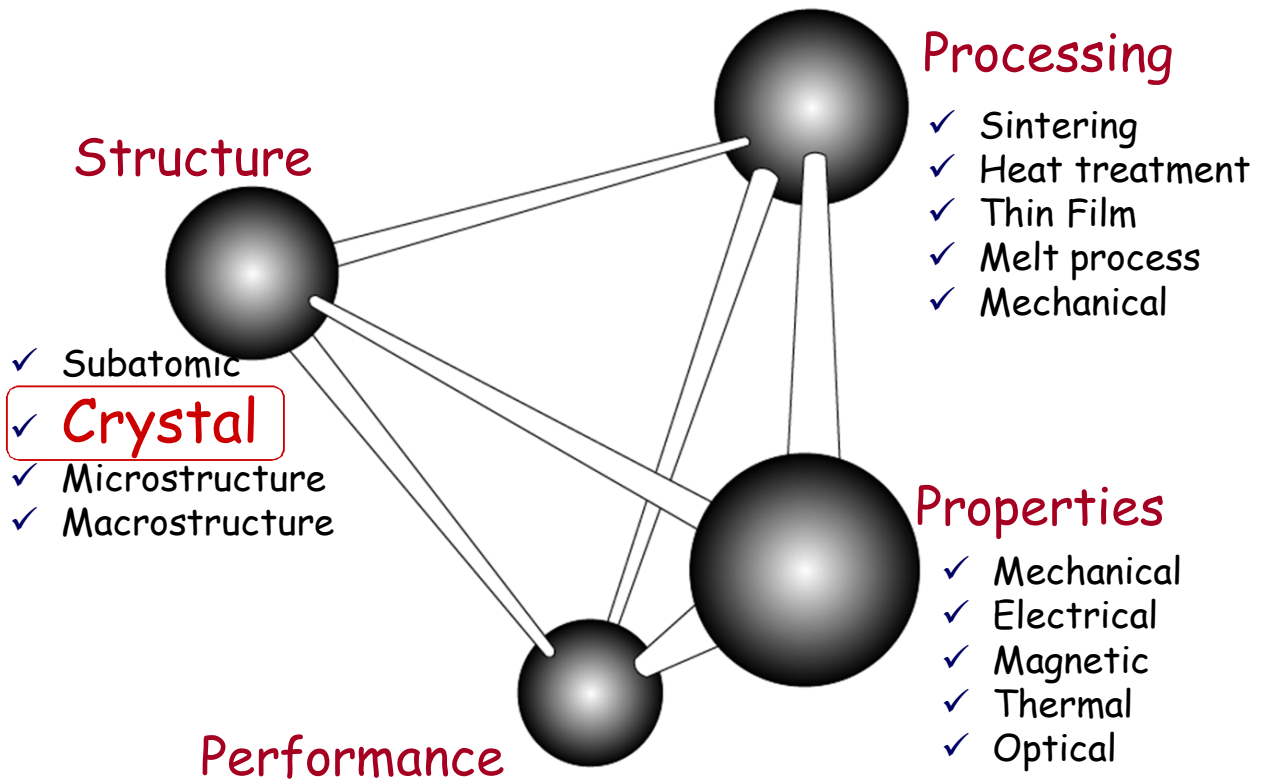 Processing
✓ Sintering
✓ Heat treatment
✓ Thin Film
✓ Melt process
✓ Mechanical
Structure
✓ Subatomic
✓ Crystal
✓ Microstructure
✓ Macrostructure
Properties
✓ Mechanical
✓ Electrical
✓ Magnetic
✓ Thermal
✓ Optical
Performance